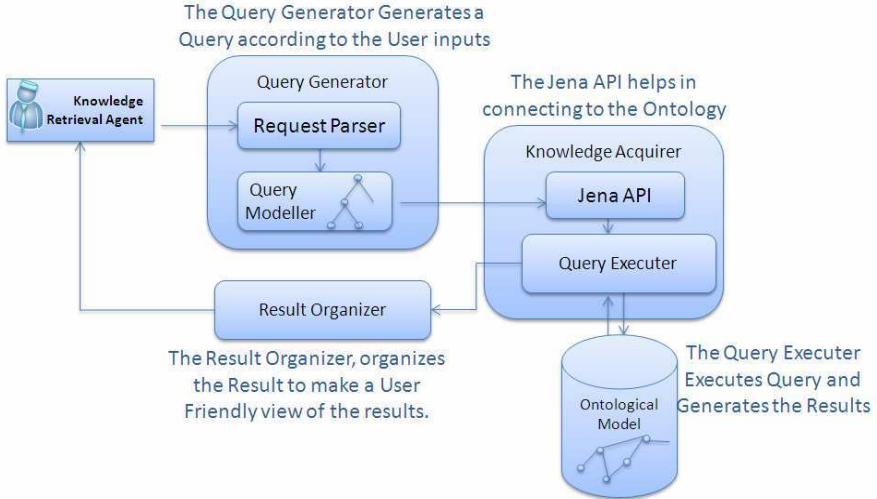 The Query Generator Generates a
Query according to the User inputs
Query Generator
Knowledge
Retrieval Agent
Request Parser
Query
Modeller
The Jena API helps in
connecting to the Ontology
Knowledge Acquirer
Jena API
Query Executer
Result Organizer
The Result Organizer, organizes
the Result to make a User
Friendly view of the results.
The Query Executer
Executes Query and
Generates the Results
Ontological
Model